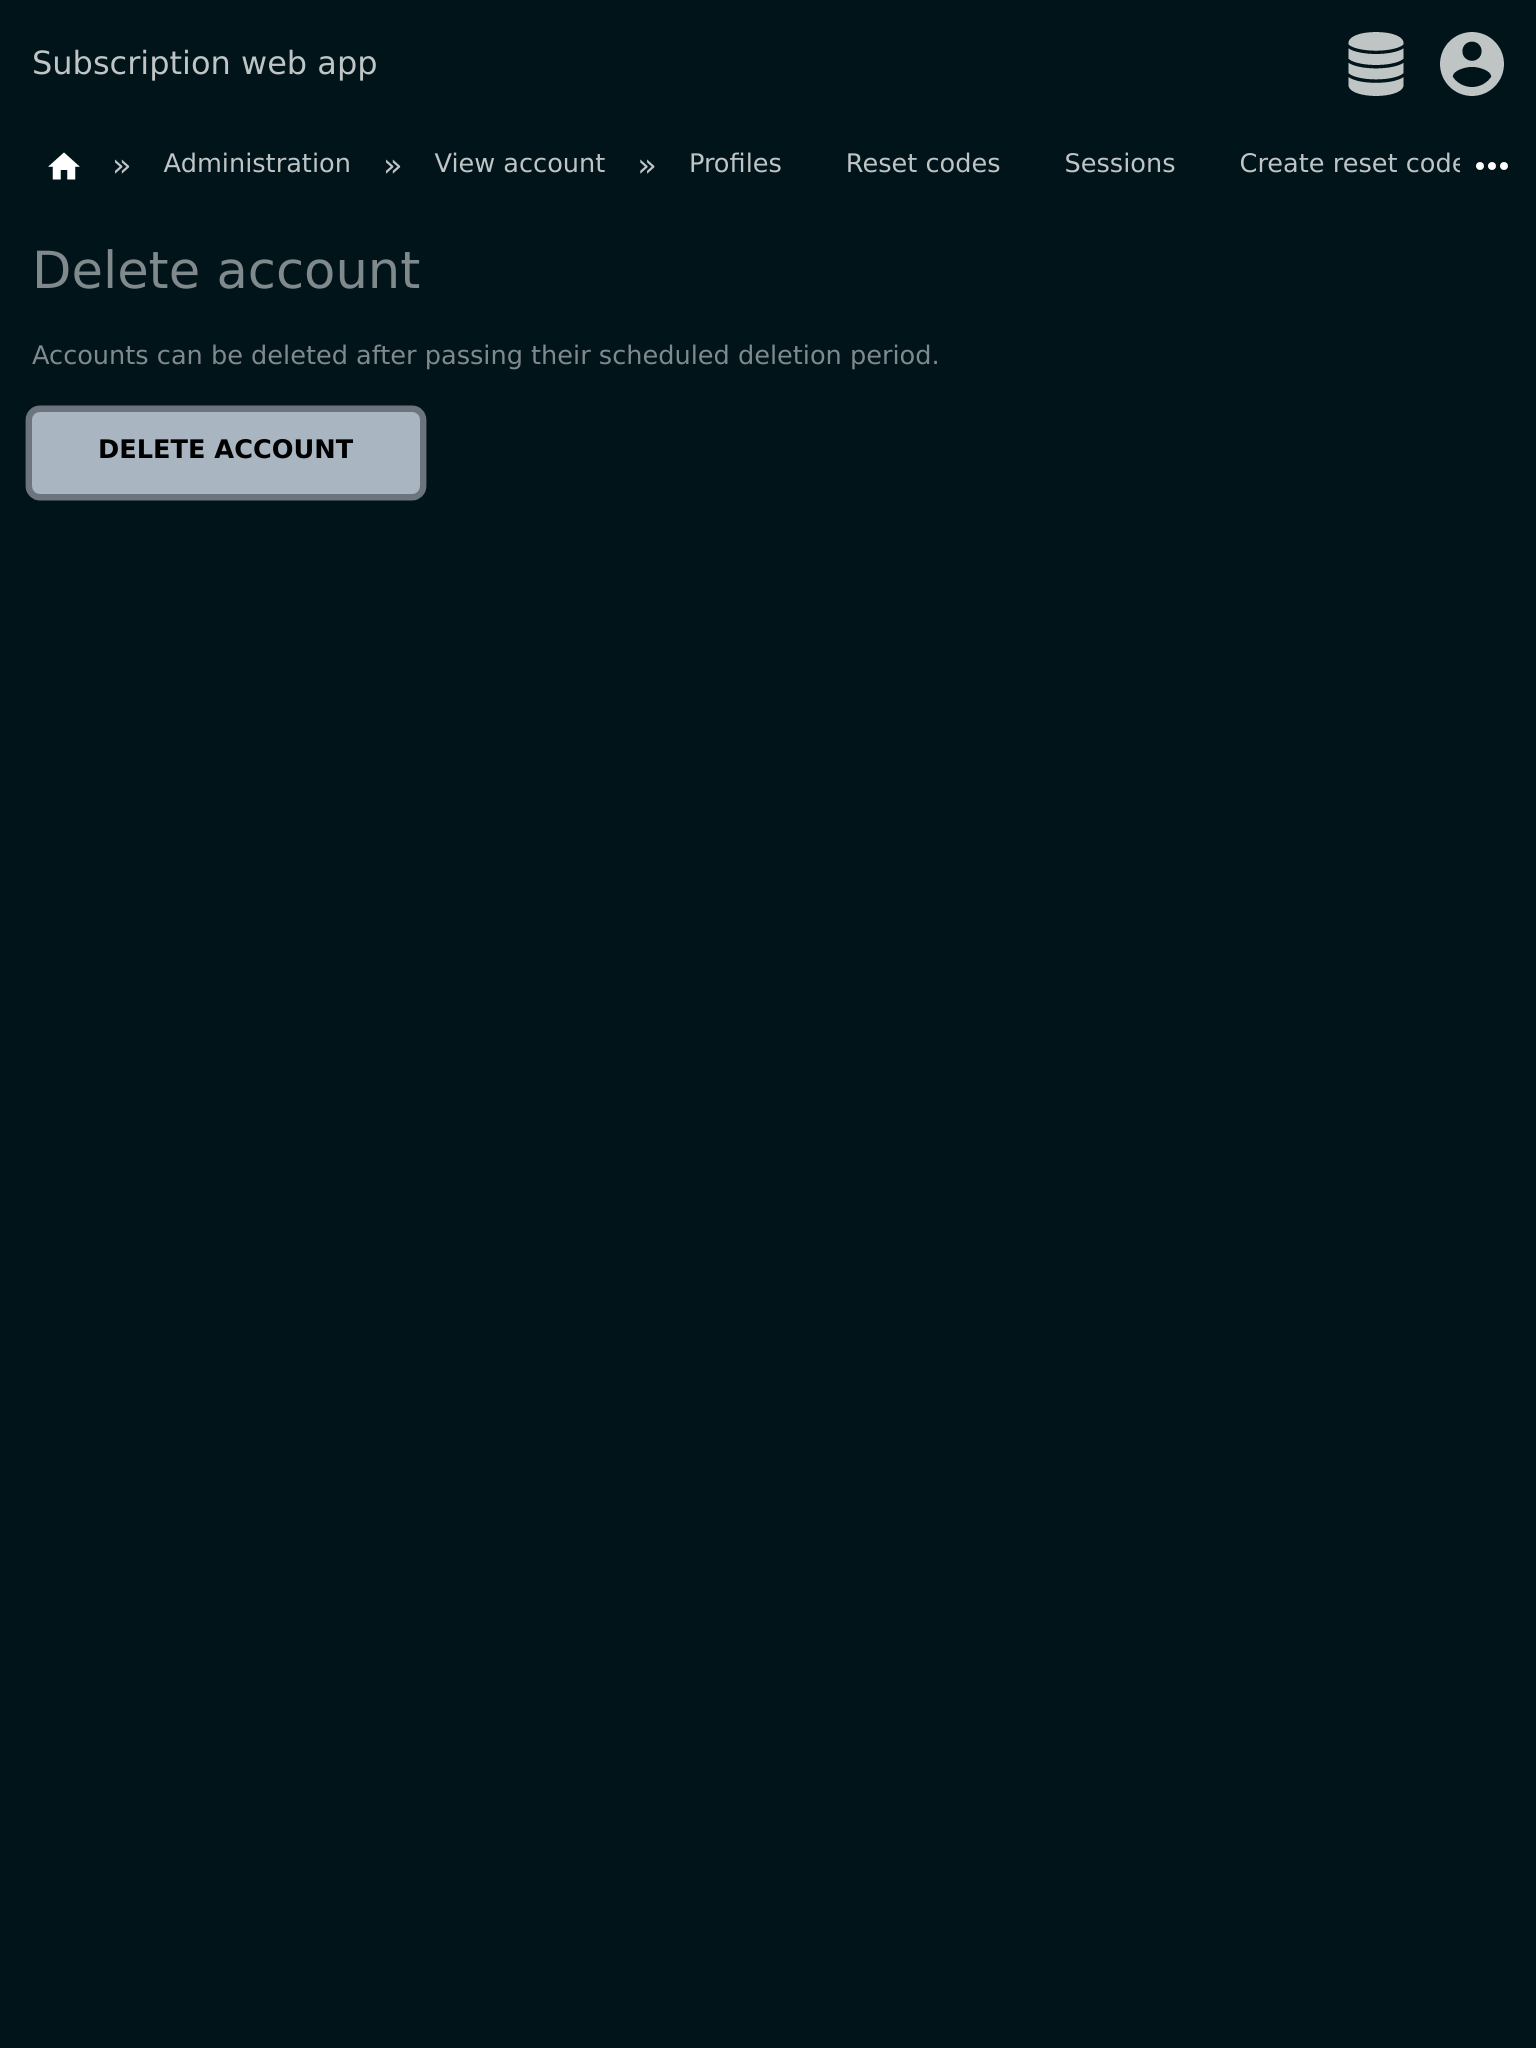 Subscription web app
» Administration » View account » Profiles Reset codes Sessions Create reset code
Delete account
Accounts can be deleted after passing their scheduled deletion period.
DELETE ACCOUNT